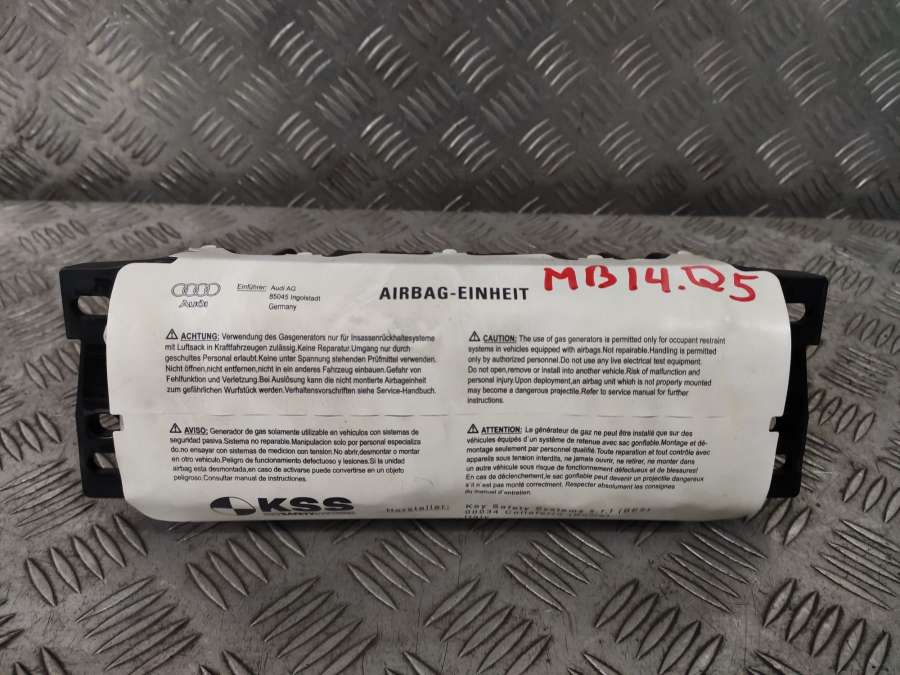 Audi
Einführer: Audi AG
85045 Ingolstadt
Germany
AIRBAG-EINHEIT
MB14.Q5
ACHTUNG: Verwendung des Gasgenerators nur für Insassenrückhaltesysteme
mit Luftsack in Kraftfahrzeugen zulässig.Keine Reparatur.Umgang nur durch
geschultes Personal erlaubt.Keine unter Spannung stehenden Prüfmittel verwenden.
Nicht öffnen,nicht entfernen,nicht in ein anderes Fahrzeug einbauen.Gefahr von
Fehlfunktion und Verletzung.Bei Auslösung kann die nicht montierte Airbageinheit
zum gefährlichen Wurfstück werden.Verhaltensvorschriften siehe Service-Handbuch.
CAUTION: The use of gas generators is permitted only for occupant restraint
systems in vehicles equipped with airbags.Not repairable.Handling is permitted
only by authorized personnel.Do not use any live electrical test equipment.
Do not open,remove or install into another vehicle.Risk of malfunction and
personal injury.Upon deployment,an airbag unit which is not properly mounted
may become a dangerous projectile.Refer to service manual for further
instructions.
AVISO: Generador de gas solamente utilizable en vehículos con sistemas de
seguridad pasiva.Sistema no reparable.Manipulacion solo por personal especializa
do.no ensayar con sistemas de medicion con tension. No abrir,desmontar o montar
en otro vehículo.Peligro de funcionamiento defectuoso y lesiones.Si la unidad
airbag esta desmontada,en caso de activarse puede convertirse en un objeto
peligroso.Consultar manual de instrucciones.
ATTENTION: Le générateur de gaz ne peut être installé que sur des
véhicules équipés d'un système de retenue avec sac gonflable.Montage et dé-
montage seulement par personnel qualifié.Toute réparation et tout contrôle avec
appareils sous tension interdits, ne jamais ouvrir, ne retirer, ne monter dans
un autre véhicule sous risque de fonctionnement défectueux et de blessures!
En cas de déclenchement,le sac gonflable peut devenir un projectile dangereux
s'il n'est pas monté correctment. Respecter absolument les consignes
du manuel d'entretien.
KSS
Hersteller: Key Safety Systems s.r.l
Italy